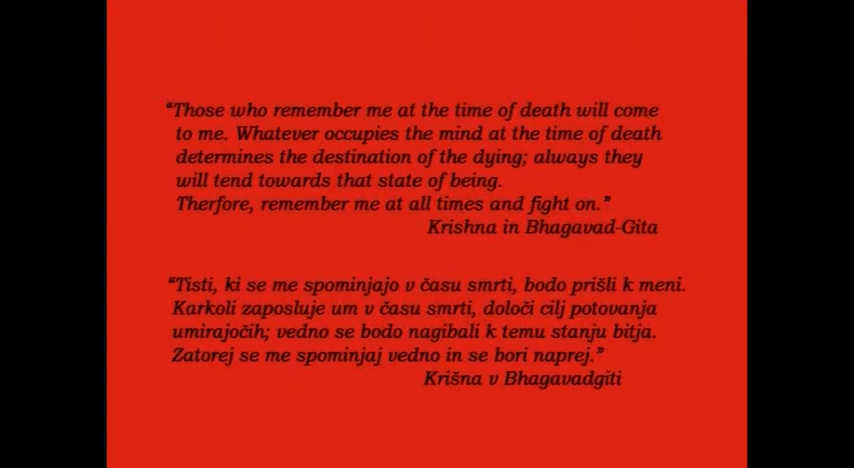 “Those who remember me at the time of death will come
to me. Whatever occupies the mind at the time of death
determines the destination of the dying; always they
will tend towards that state of being.
Therfore, remember me at all times and fight on.”
Krishna in Bhagavad-Gita
“Tisti, ki se me spominjajo v času smrti, bodo prišli k meni.
Karkoli zaposluje um v času smrti, določi cilj potovanja
umirajočih; vedno se bodo nagibali k temu stanju bitja.
Zatorej se me spominjaj vedno in se bori naprej.”
Krišna v Bhagavadgiti